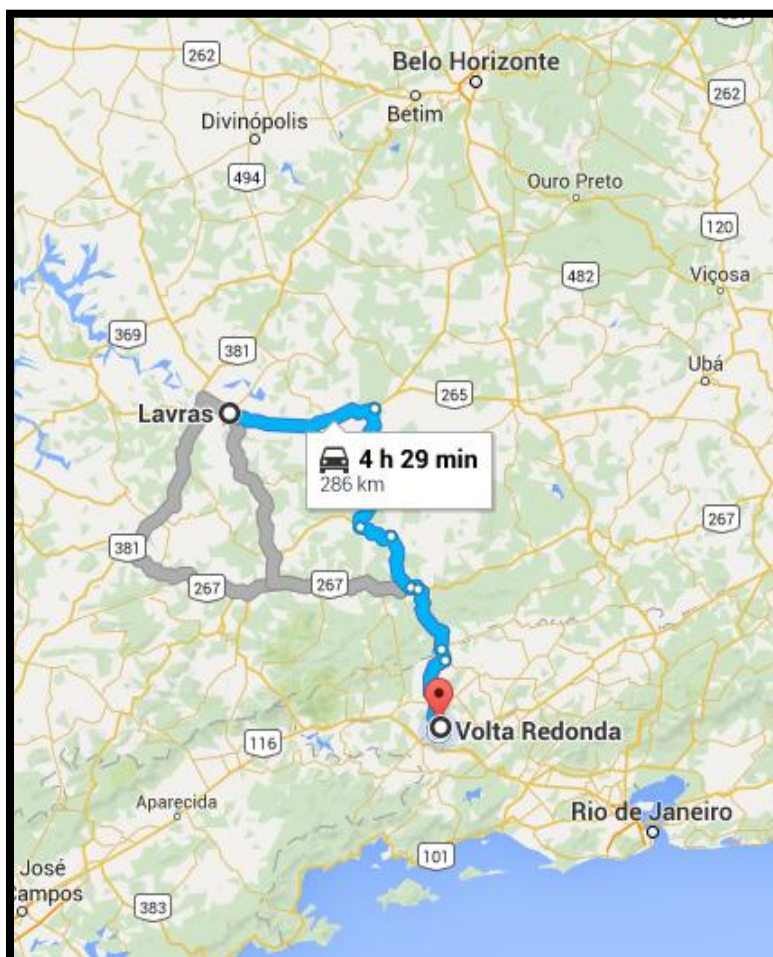 262
Belo Horizonte
Betim
262
Divinópolis
494
Ouro Preto
120
482
Viçosa
369
381
Ubá
265
Lavras
4 h 29 min
286 km
267
381
267
267
Volta Redonda
116
Aparecida
Rio de Janeiro
101
José
Campos
383